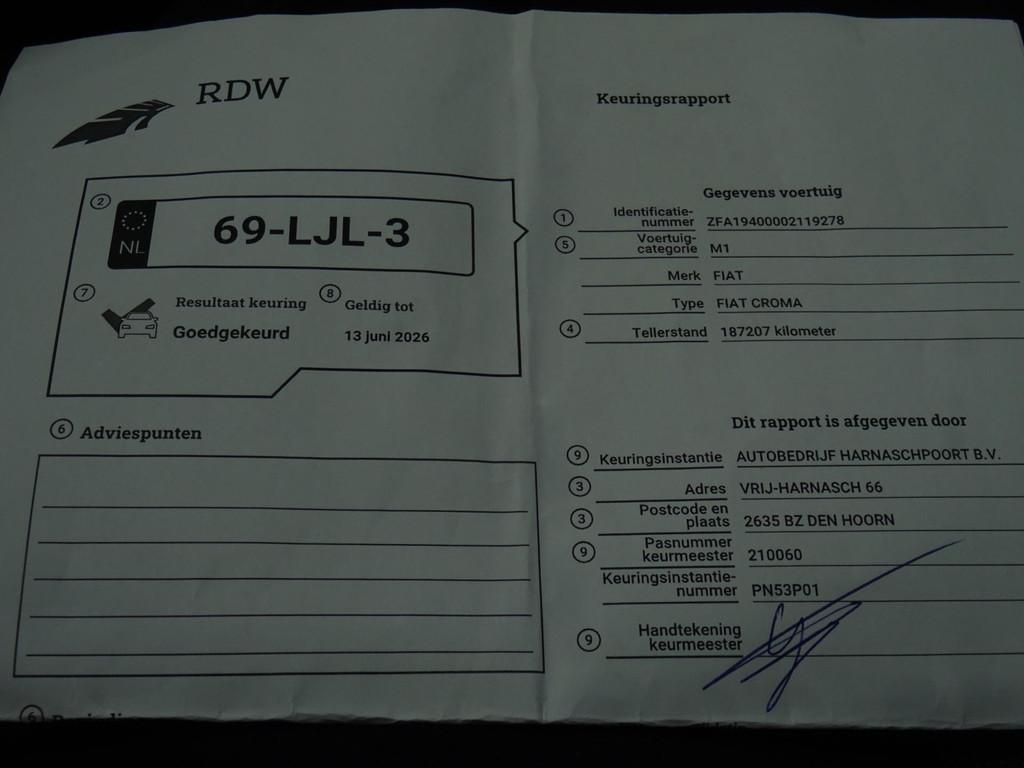 RDW
Keuringsrapport
2
NL
69-LJL-3
7
Resultaat keuring
Goedgekeurd
8
Geldig tot
13 juni 2026
6
Adviespunten
Gegevens voertuig
1
Identificatie-
nummer
ZFA19400002119278
5
Voertuig-
categorie
M1
Merk FIAT
Type FIAT CROMA
4
Tellerstand 187207 kilometer
Dit rapport is afgegeven door
9
Keuringsinstantie AUTOBEDRIJF HARNASCHPOORT B.V.
3
Adres VRIJ-HARNASCH 66
3
Postcode en
plaats
2635 BZ DEN HOORN
9
Pasnummer
keurmeester
210060
Keuringsinstantie-
nummer
PN53P01
9
Handtekening
keurmeester
6